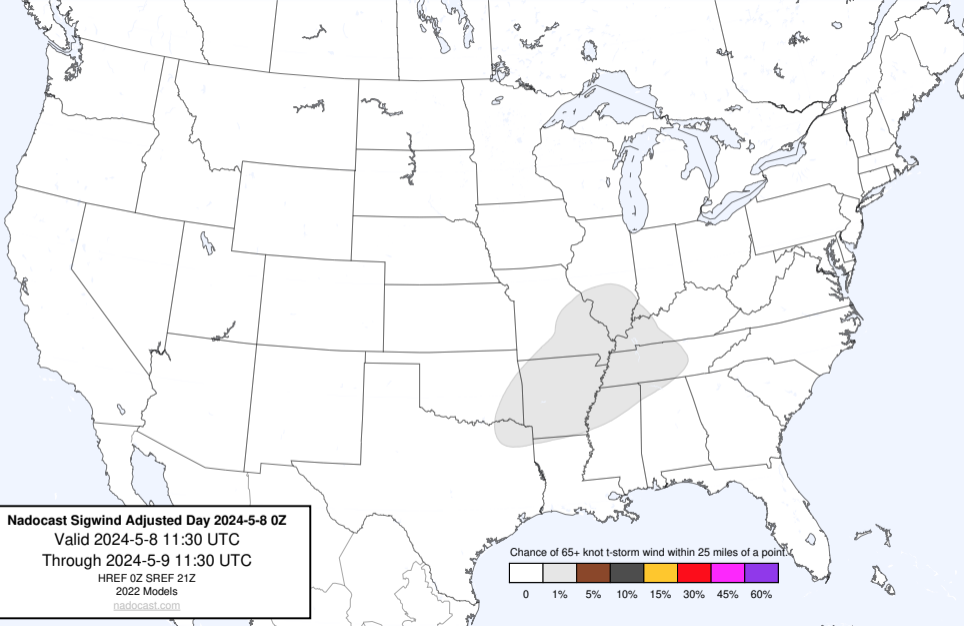 Nadocast Sigwind Adjusted Day 2024-5-8 0Z
Valid 2024-5-8 11:30 UTC
Through 2024-5-9 11:30 UTC
HREF 0Z SREF 21Z
2022 Models
nadocast.com
Chance of 65+ knot t-storm wind within 25 miles of a point.
0 1% 5% 10% 15% 30% 45% 60%